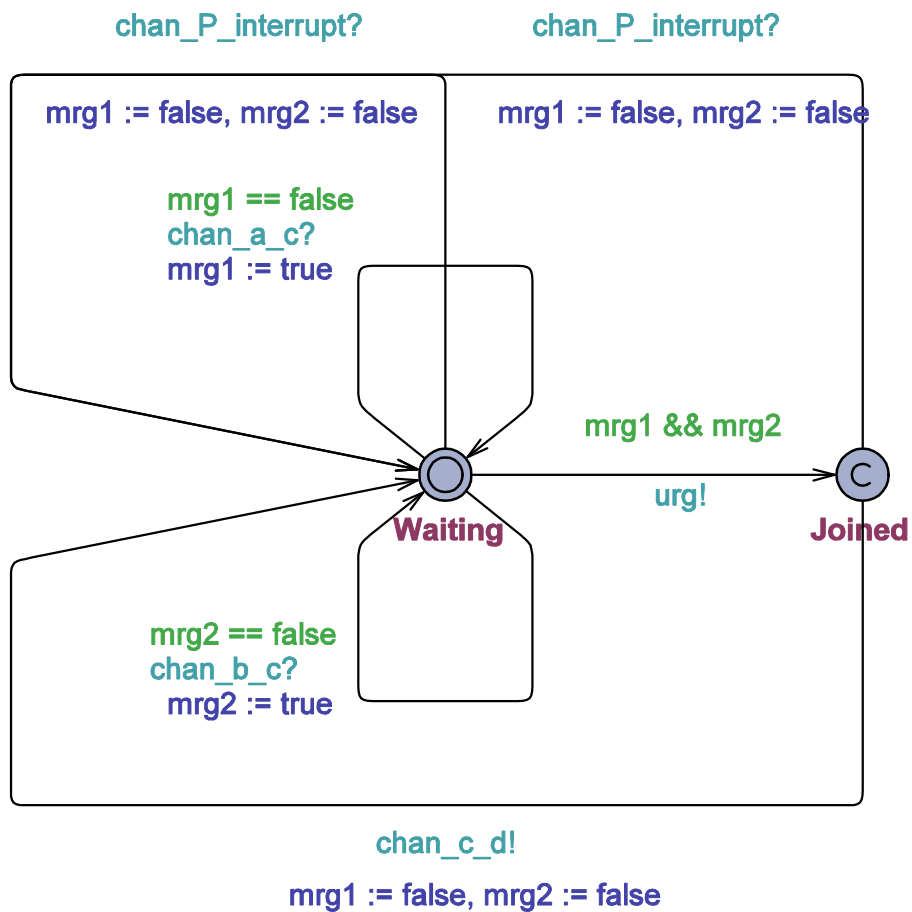 chan_P_interrupt?
chan_P_interrupt?
mrg1 := false, mrg2 := false
mrg1 := false, mrg2 := false
mrg1 == false
chan_a_c?
mrg1 := true
mrg1 && mrg2
C
urg!
Waiting
Joined
mrg2 == false
chan_b_c?
mrg2 := true
chan_c_d!
mrg1 := false, mrg2 := false